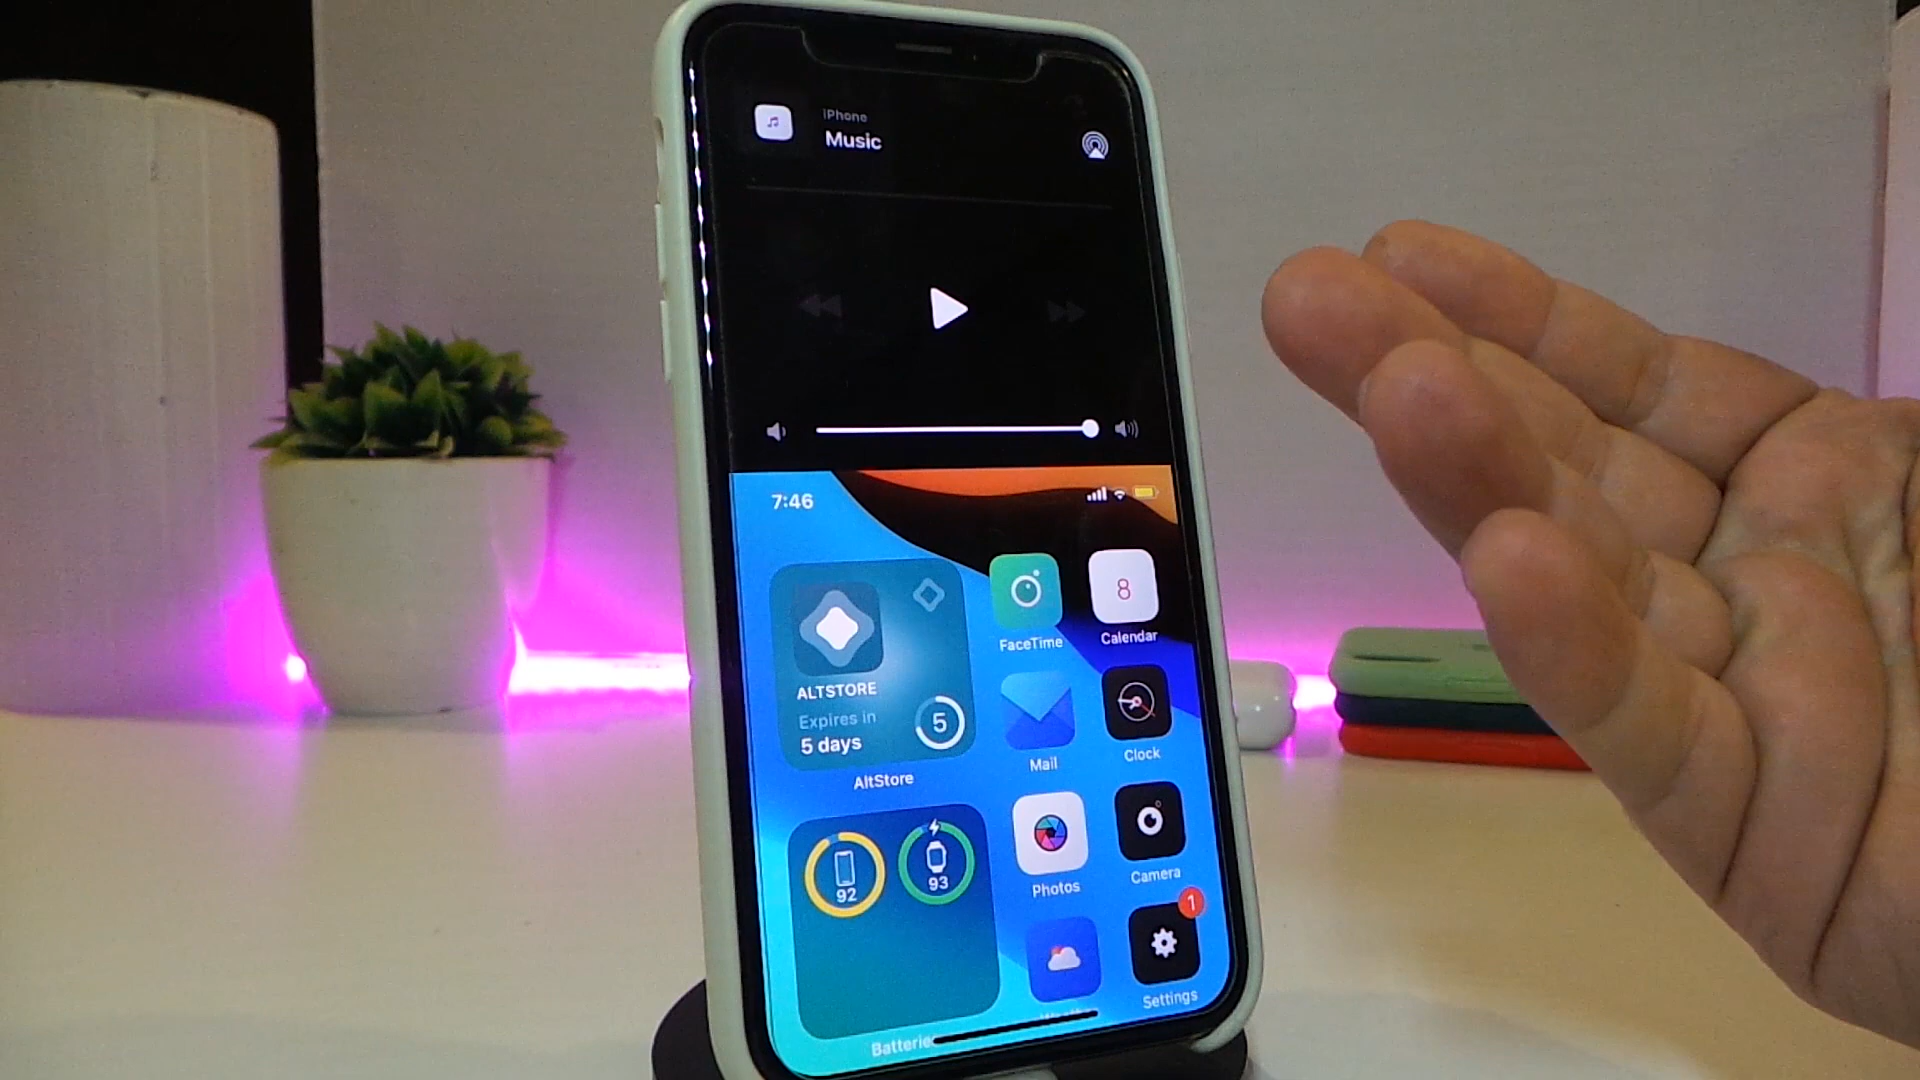 iPhone
Music
7:46
8
FaceTime
Calendar
ALTSTORE
Expires in
5 days
5
AltStore
Mail
Clock
92
93
Photos
Camera
1
Settings